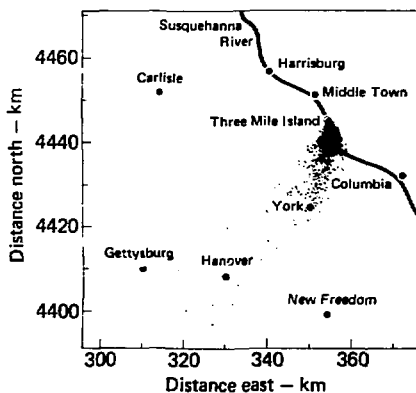 Susquehanna
River
Harrisburg
Carlisle
Middle Town
Three Mile Island
Columbia
York
Gettysburg
Hanover
New Freedom
4460
4440
4420
4400
Distance north — km
300
320
340
360
Distance east — km